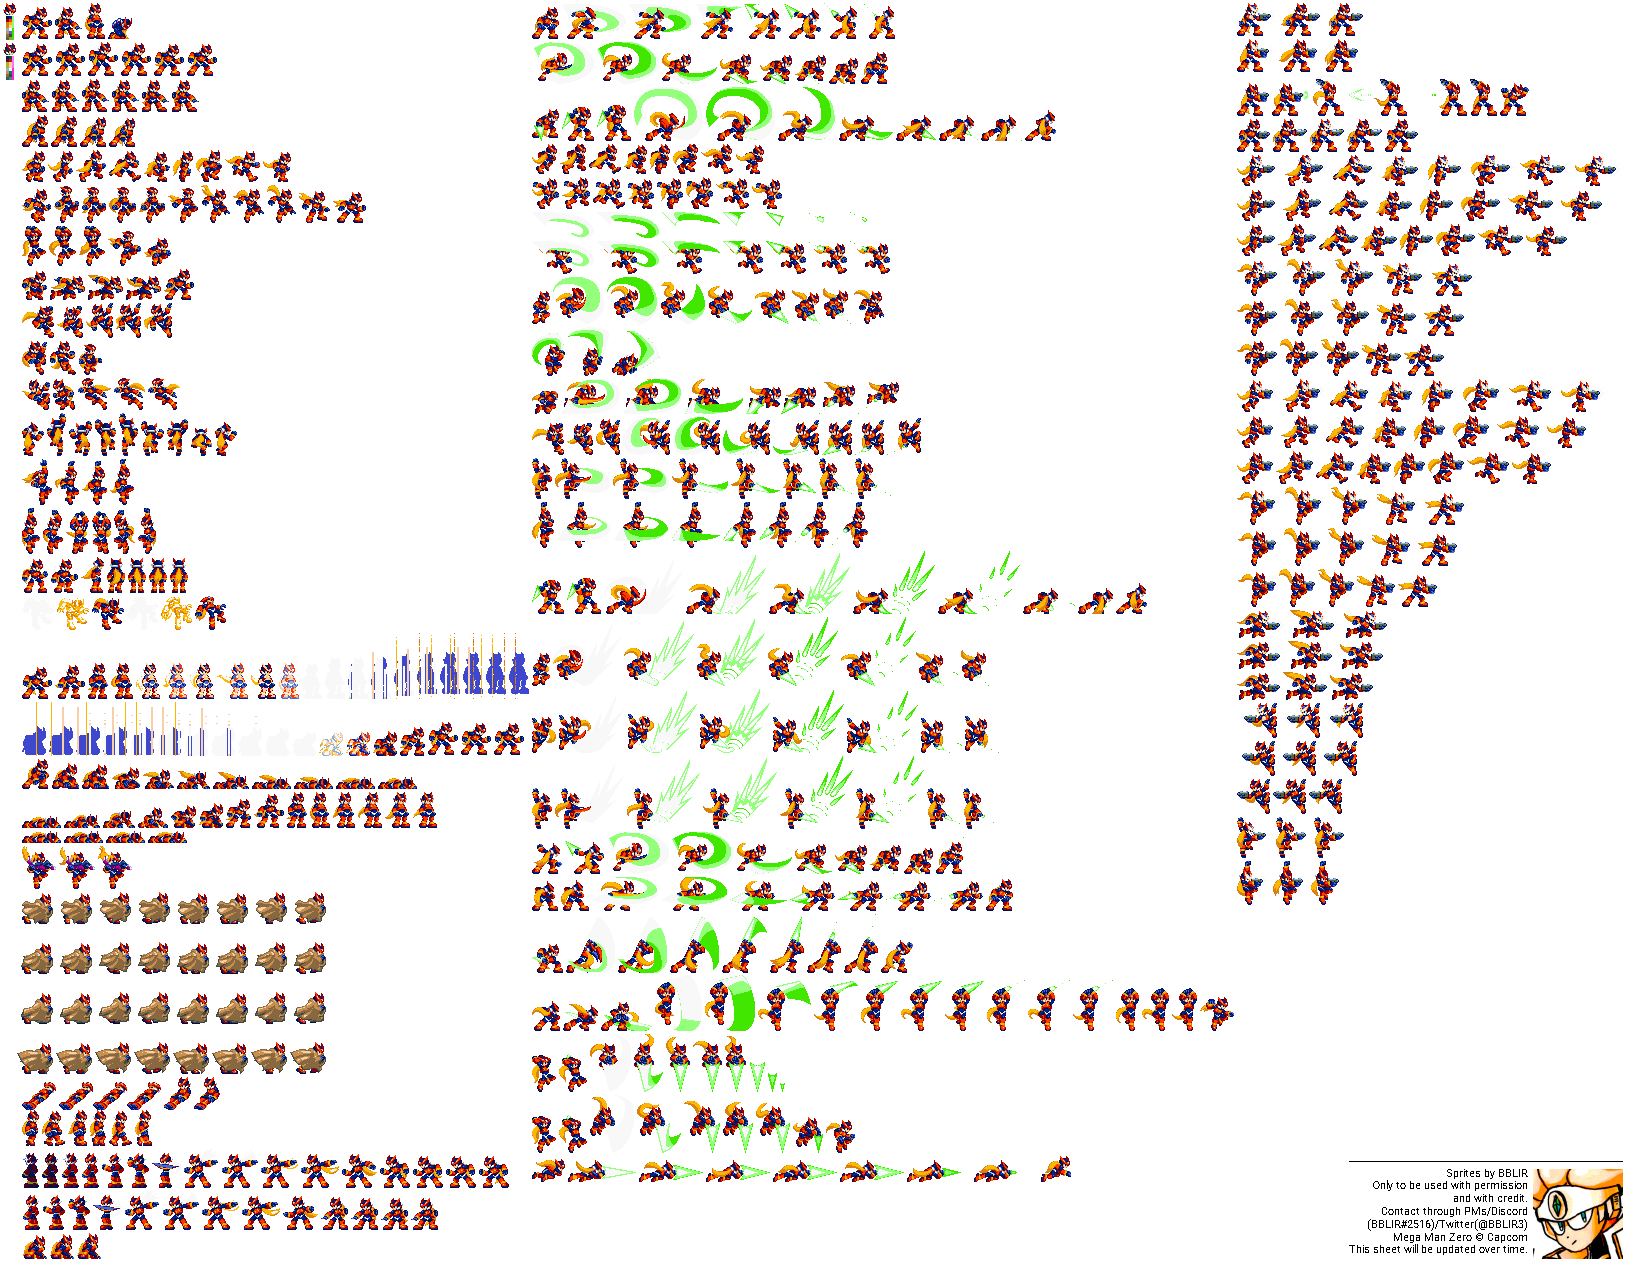 Sprites by BBLIR
Only to be used with permission
and with credit.
Contact through PMs/Discord
(BBLIR#2516)/Twitter(@BBLIR3)
Mega Man Zero © Capcom
This sheet will be updated over time.